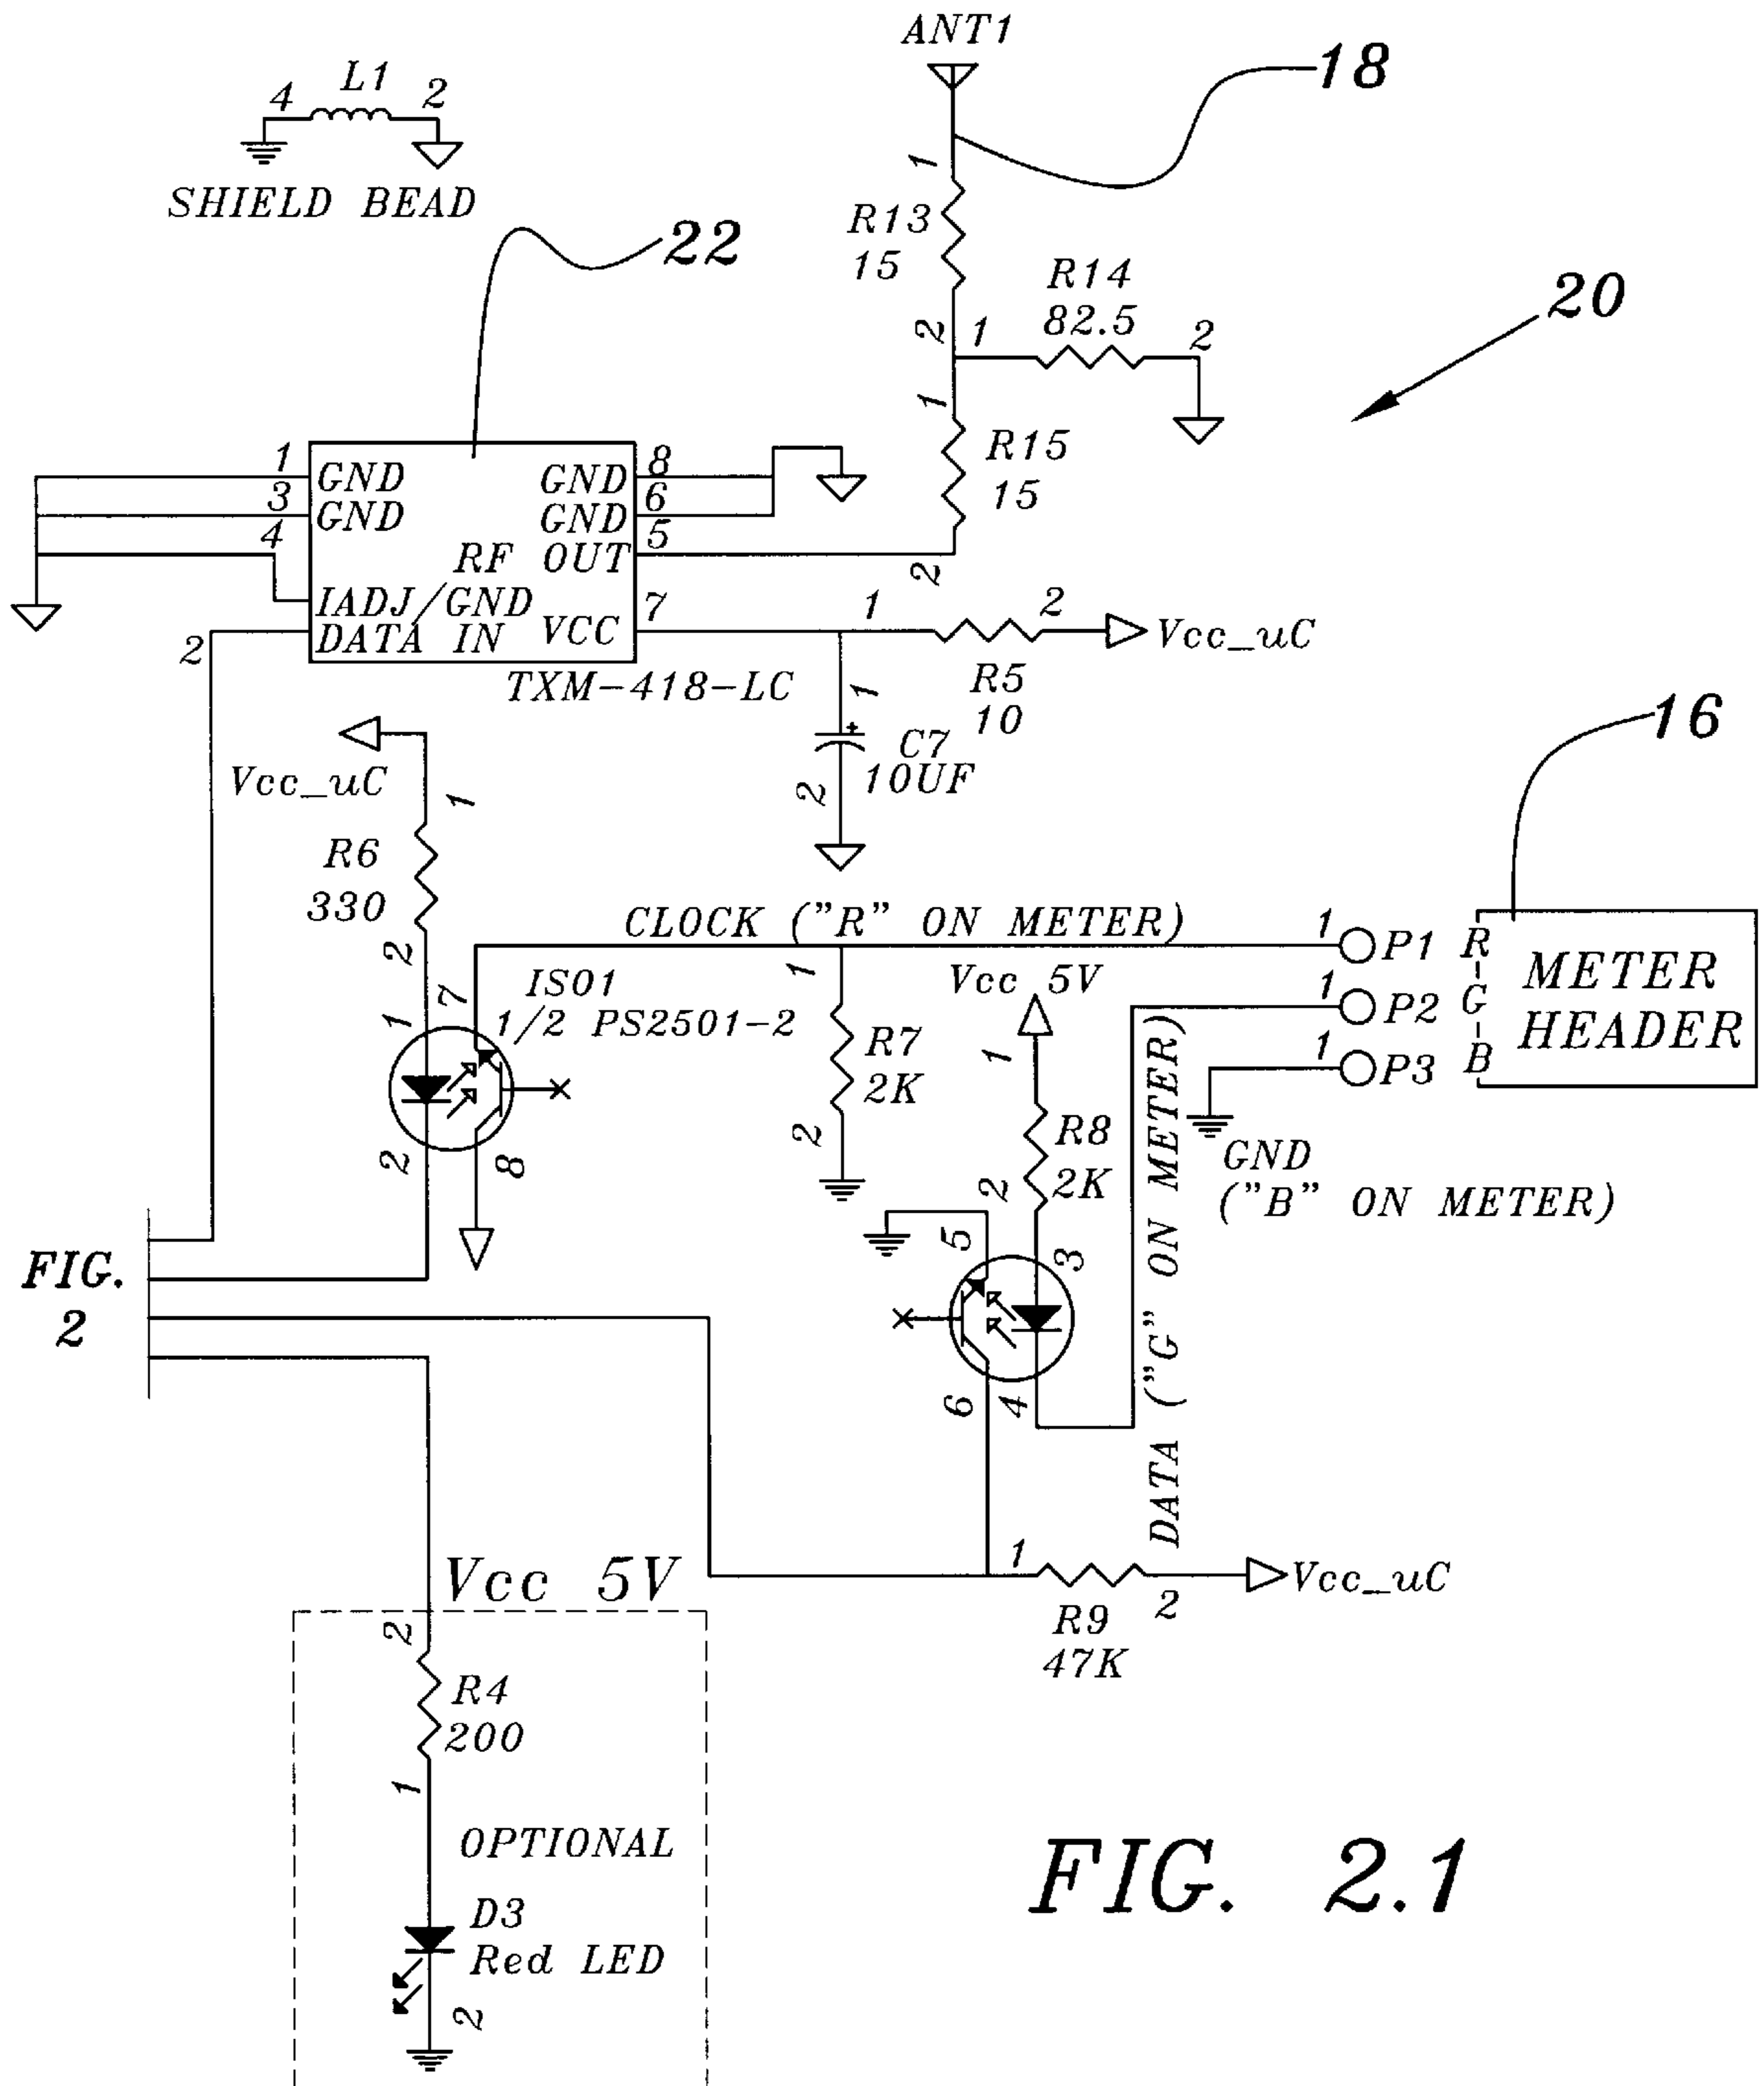 ANT1
18
L1
4
2
SHIELD BEAD
1
R13
15
22
R14
82.5
20
2
1
2
1
R15
15
1
GND
GND
8
3
GND
GND
6
4
RF OUT
5
2
IADJ/GND
7
1
2
2
DATA IN
VCC
Vcc_uC
TXM-418-LC
1
R5
10
16
Vcc_uC
C7
10UF
2
1
R6
330
2
CLOCK ("R" ON METER)
1
P1
R
METER
HEADER
1
P2
G
1
P3
B
7
ISO1
1/2 PS2501-2
1
1
Vcc 5V
R7
2K
1
2
2
8
R8
2K
2
GND
("B" ON METER)
DATA ("G" ON METER)
5
3
FIG.
2
6
4
1
Vcc_uC
2
R9
47K
Vcc 5V
2
R4
200
1
OPTIONAL
D3
Red LED
2
FIG. 2.1